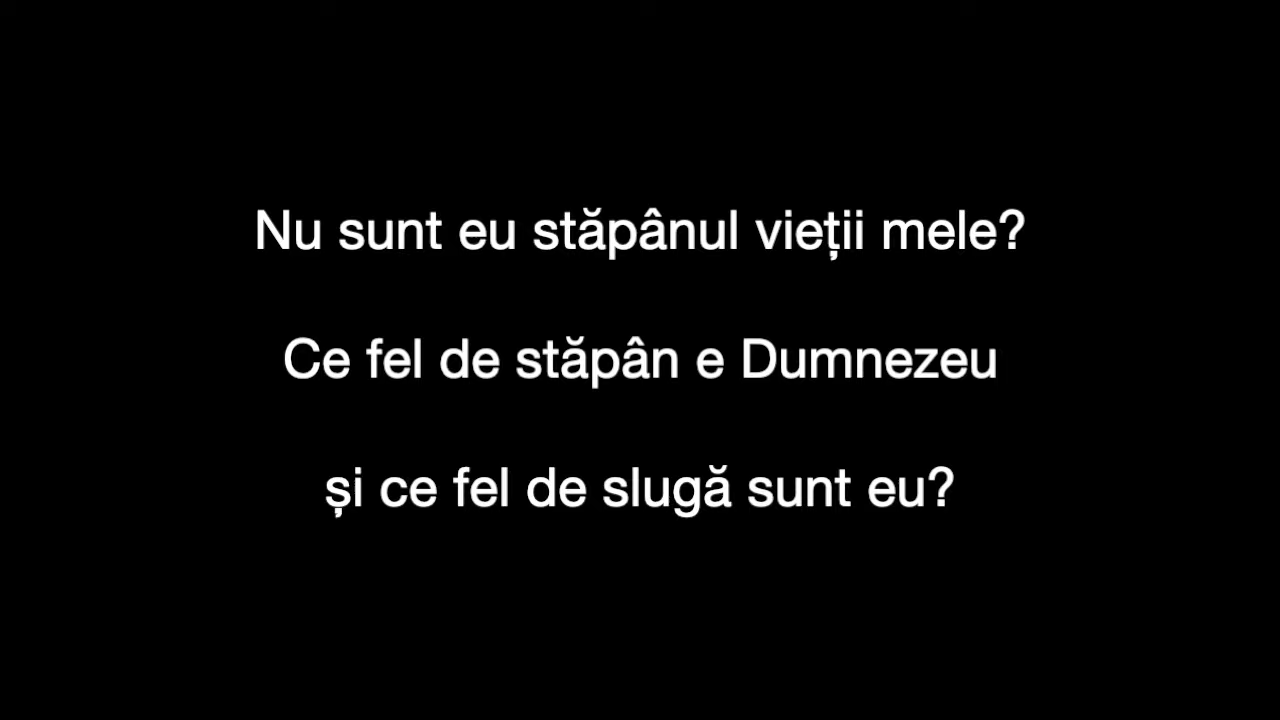 Nu sunt eu stăpânul vieții mele?
Ce fel de stăpân e Dumnezeu
și ce fel de slugă sunt eu?